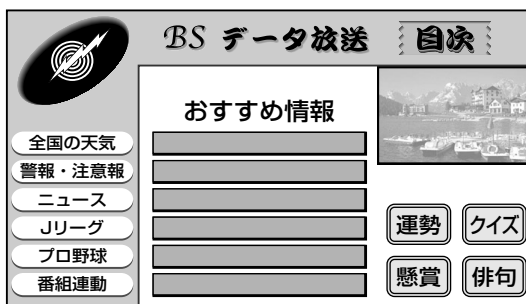 BS データ放送 目次
おすすめ情報
全国の天気
警報・注意報
ニュース
Jリーグ
プロ野球
番組連動
運勢 クイズ
懸賞 俳句